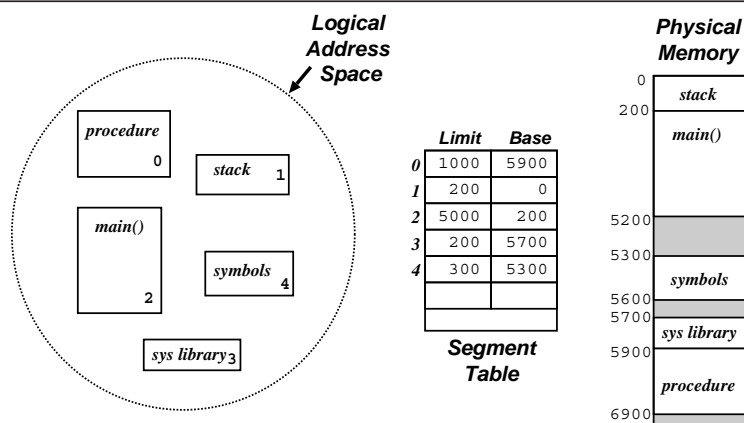 Logical
Address
Space
procedure
0
stack 1
main()
2
symbols
4
sys library 3
Limit Base
0 1000 5900
1 200 0
2 5000 200
3 200 5700
4 300 5300
Segment
Table
Physical
Memory
0
stack
200
main()
5200
5300
symbols
5600
5700
sys library
5900
procedure
6900